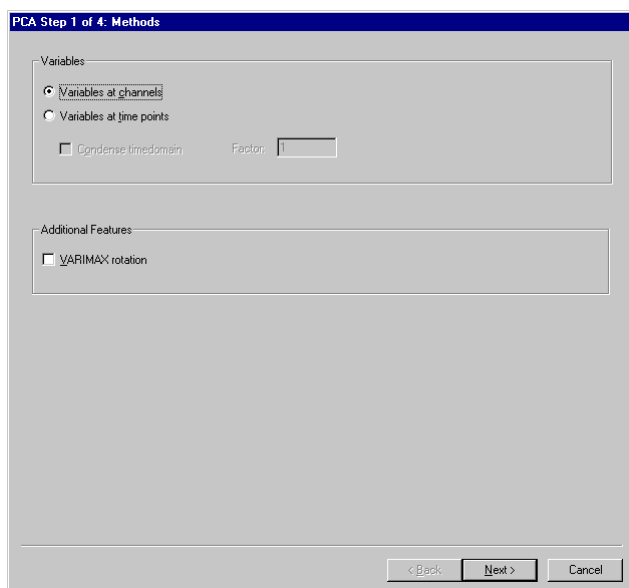 PCA Step 1 of 4: Methods
Variables
Variables at channels
Variables at time points
Condense timedomain Factor: 1
Additional Features
VARIMAX rotation
< Back Next > Cancel